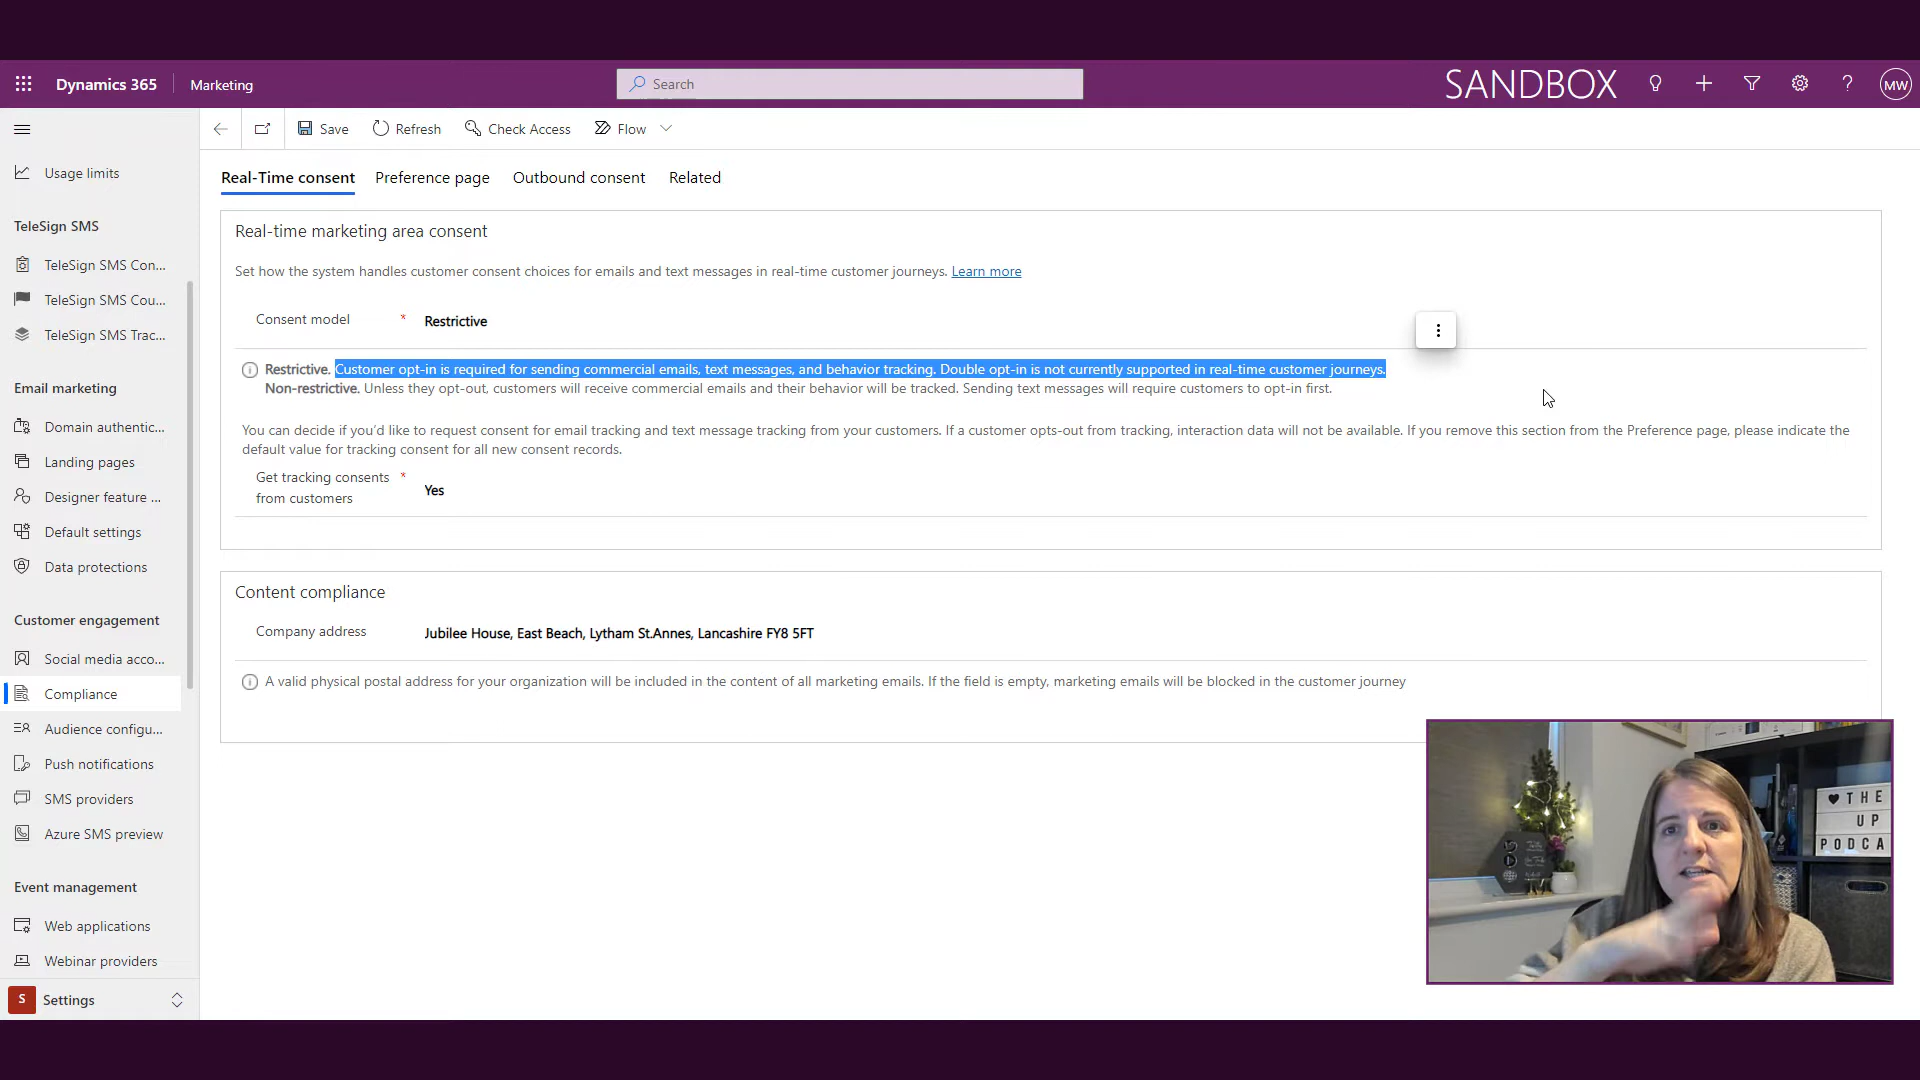 Dynamics 365
Marketing
Search
SANDBOX
MW
Save
Refresh
Check Access
Flow
Usage limits
TeleSign SMS
TeleSign SMS Con...
TeleSign SMS Cou...
TeleSign SMS Trac...
Email marketing
Domain authentic...
Landing pages
Designer feature ...
Default settings
Data protections
Customer engagement
Social media acco...
Compliance
Audience configu...
Push notifications
SMS providers
Azure SMS preview
Event management
Web applications
Webinar providers
S
Settings
Real-Time consent
Preference page
Outbound consent
Related
Real-time marketing area consent
Set how the system handles customer consent choices for emails and text messages in real-time customer journeys. Learn more
Consent model * Restrictive
Restrictive. Customer opt-in is required for sending commercial emails, text messages, and behavior tracking. Double opt-in is not currently supported in real-time customer journeys.
Non-restrictive. Unless they opt-out, customers will receive commercial emails and their behavior will be tracked. Sending text messages will require customers to opt-in first.
You can decide if you'd like to request consent for email tracking and text message tracking from your customers. If a customer opts-out from tracking, interaction data will not be available. If you remove this section from the Preference page, please indicate the
default value for tracking consent for all new consent records.
Get tracking consents *
from customers
Yes
Content compliance
Company address
Jubilee House, East Beach, Lytham St.Annes, Lancashire FY8 5FT
A valid physical postal address for your organization will be included in the content of all marketing emails. If the field is empty, marketing emails will be blocked in the customer journey
THE
UP
PODCA